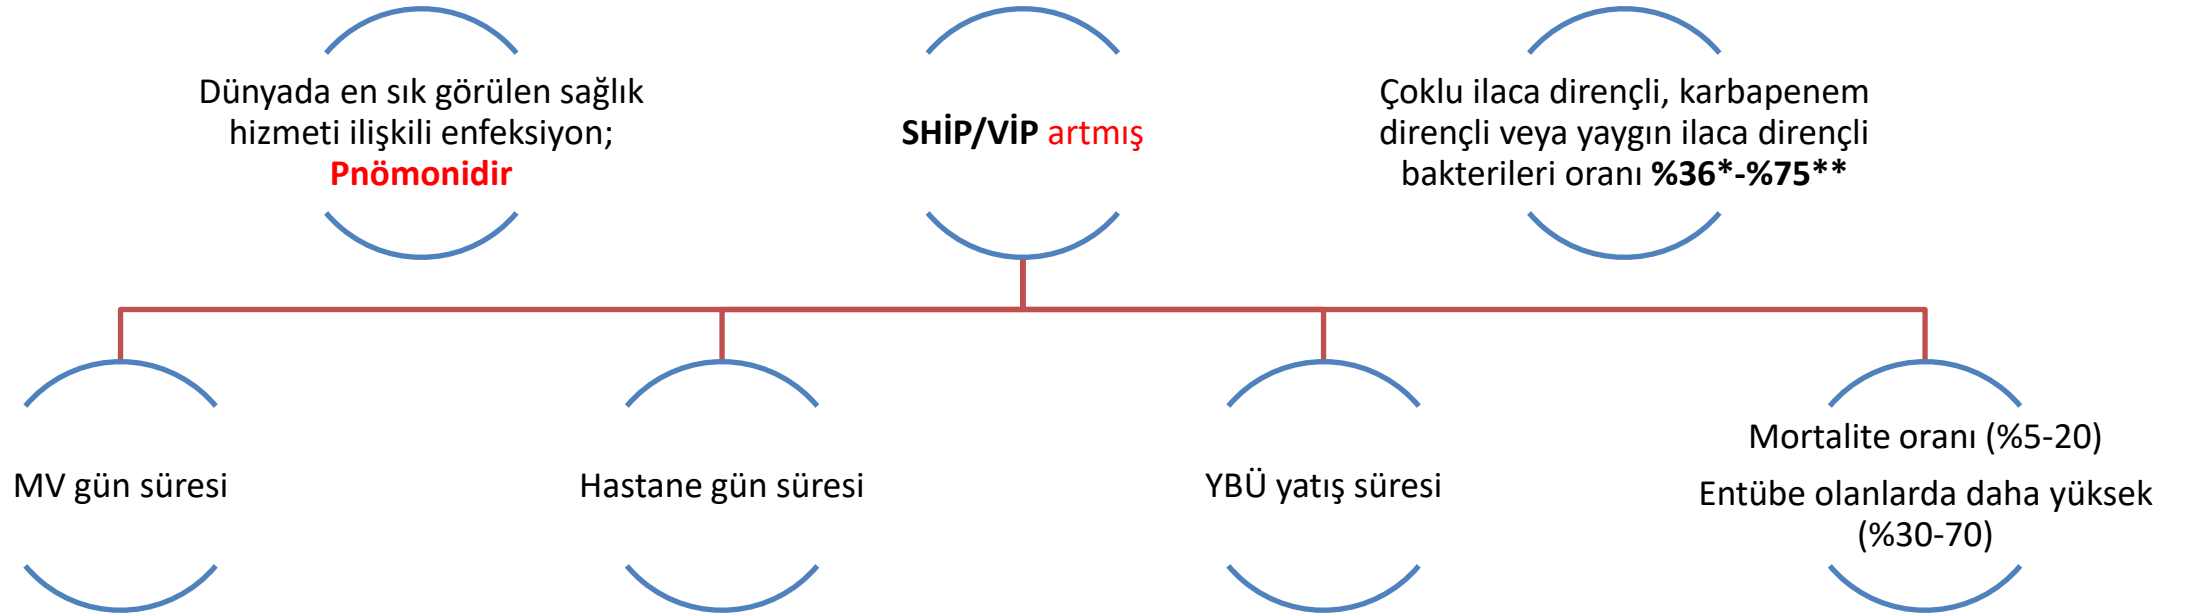 Dünyada en sık görülen sağlık
hizmeti ilişkili enfeksiyon;
Pnömonidir
SHİP/VİP artmış
Çoklu ilaca dirençli, karbapenem
dirençli veya yaygın ilaca dirençli
bakterileri oranı %36*-%75**
MV gün süresi
Hastane gün süresi
YBÜ yatış süresi
Mortalite oranı (%5-20)
Entübe olanlarda daha yüksek
(%30-70)